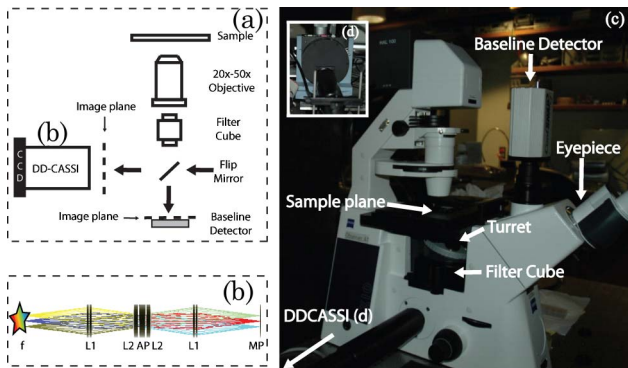 (a)
Sample
20x-50x
Objective
Image plane
(b)
Filter
Cube
CCD
DD-CASSI
Flip
Mirror
Image plane
Baseline
Detector
(b)
f
L1
L2
AP
L2
L1
MP
(c)
(d)
Baseline Detector
Eyepiece
Sample plane
Turret
Filter Cube
DDCASSI (d)